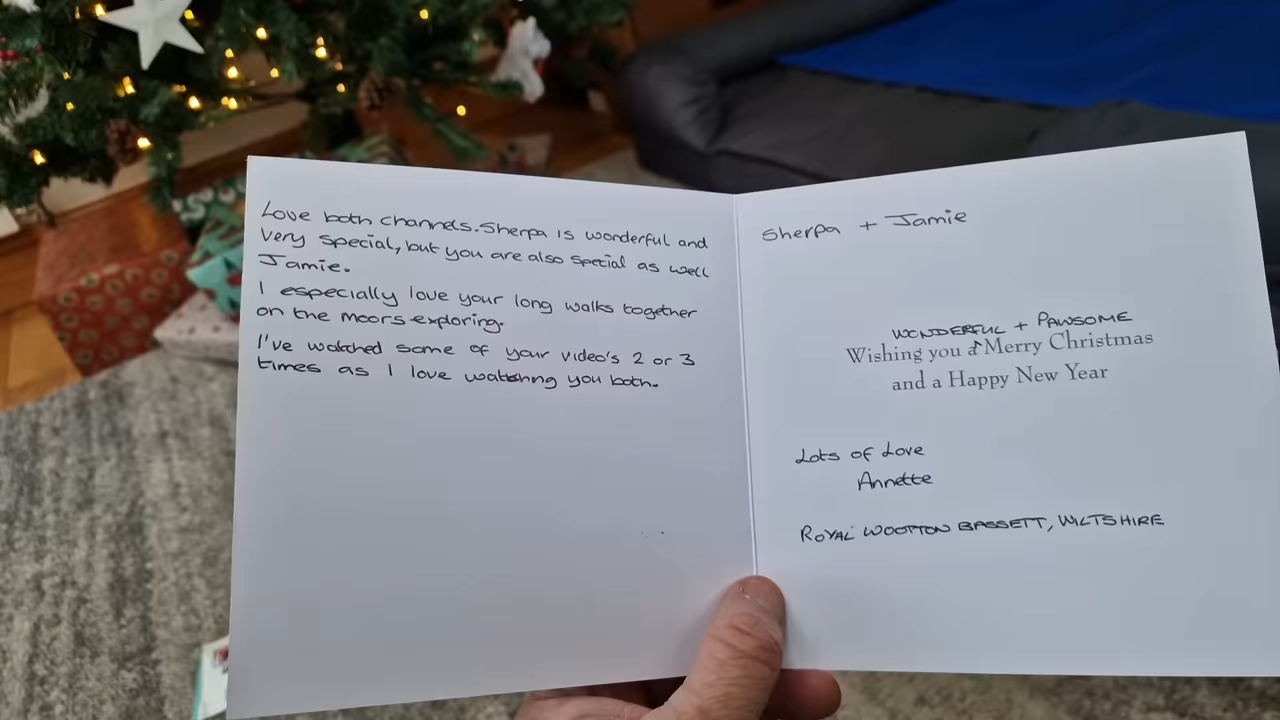 Love both channels. Sherpa is wonderful and
very special, but you are also special as well
Jamie.
I especially love your long walks together
on the moors exploring.
I've watched some of your video's 2 or 3
times as I love watching you both.
Sherpa + Jamie
WONDERFUL + PAWSOME
Wishing you a Merry Christmas
and a Happy New Year
Lots of Love
Annette
ROYAL WOOTTON BASSETT, WILTSHIRE